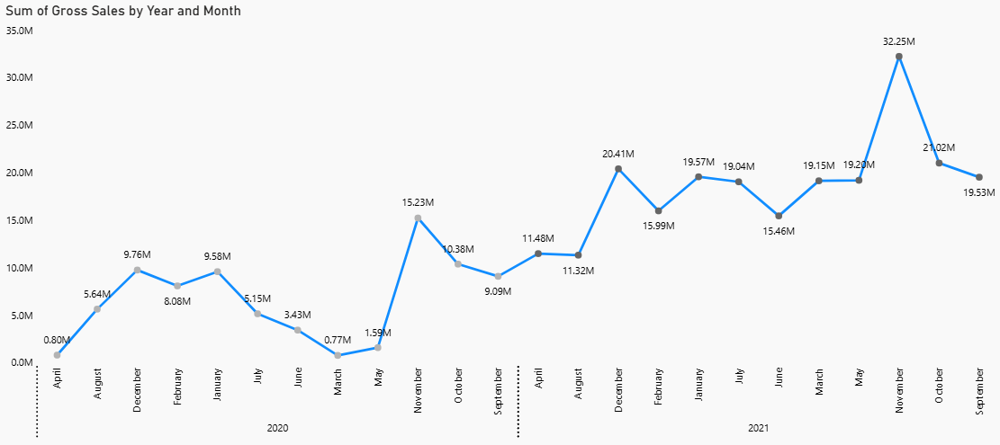 Sum of Gross Sales by Year and Month
35.0M
30.0M
25.0M
20.0M
15.0M
10.0M
5.0M
0.0M
0.80M
5.64M
9.76M
8.08M
9.58M
5.15M
3.43M
0.77M
1.59M
15.23M
10.38M
9.09M
11.48M
11.32M
20.41M
15.99M
19.57M
19.04M
15.46M
19.15M
19.20M
32.25M
21.02M
19.53M
April
August
December
February
January
July
June
March
May
November
October
September
April
August
December
February
January
July
June
March
May
November
October
September
2020
2021